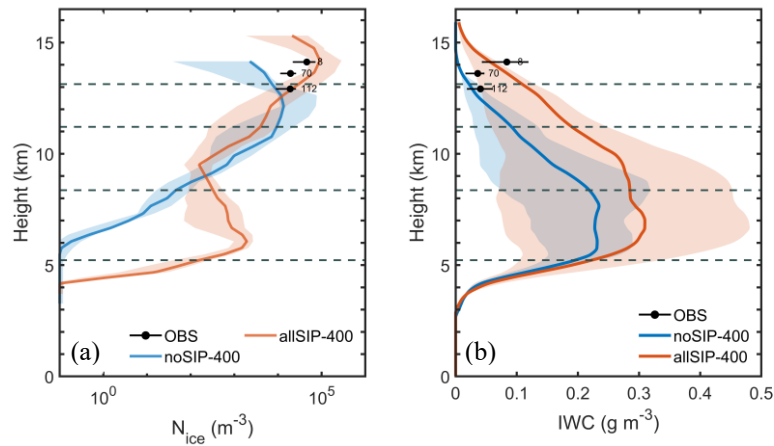 15
10
5
0
Height (km)
8
70
112
OBS
noSIP-400
allSIP-400
(a)
10⁰
10⁵
N_ice (m⁻³)
15
10
5
0
Height (km)
8
70
112
OBS
noSIP-400
allSIP-400
(b)
0
0.1
0.2
0.3
0.4
0.5
IWC (g m⁻³)